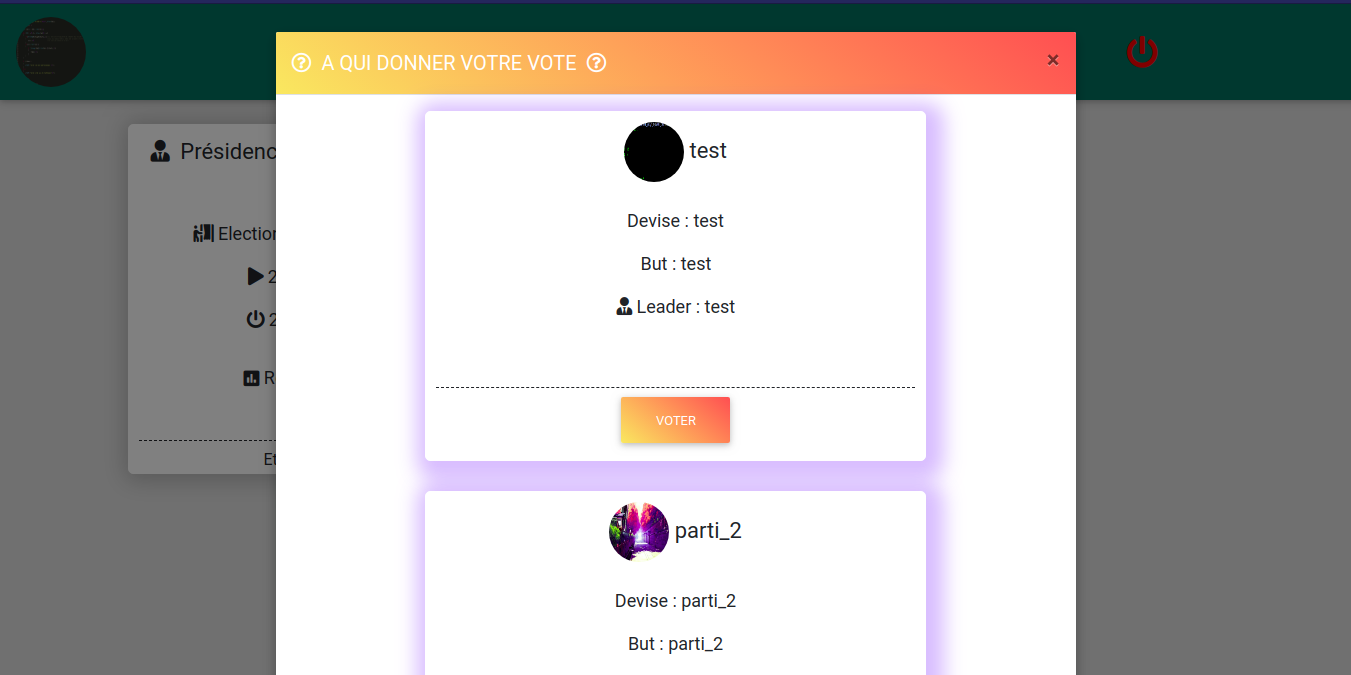 A QUI DONNER VOTRE VOTE
×
Présidenc
Election
2
2
R
Et
test
Devise : test
But : test
Leader : test
VOTER
parti_2
Devise : parti_2
But : parti_2